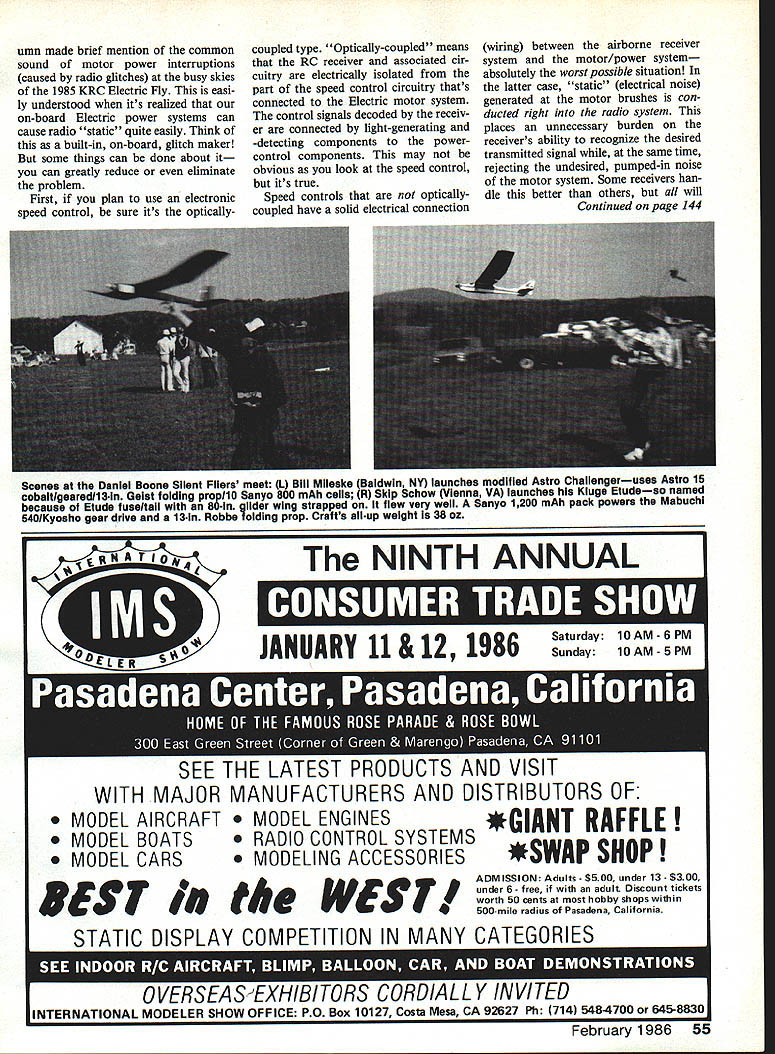 umn made brief mention of the common
sound of motor power interruptions
(caused by radio glitches) at the busy skies
of the 1985 KRC Electric Fly. This is easi-
ly understood when it's realized that our
on-board Electric power systems can
cause radio "static" quite easily. Think of
this as a built-in, on-board, glitch maker!
But some things can be done about it—
you can greatly reduce or even eliminate
the problem.
First, if you plan to use an electronic
speed control, be sure it's the optically-
coupled type. "Optically-coupled" means
that the RC receiver and associated cir-
cuitry are electrically isolated from the
part of the speed control circuitry that's
connected to the Electric motor system.
The control signals decoded by the receiv-
er are connected by light-generating and
-detecting components to the power-
control components. This may not be
obvious as you look at the speed control,
but it's true.
Speed controls that are not optically-
coupled have a solid electrical connection
(wiring) between the airborne receiver
system and the motor/power system—
absolutely the worst possible situation! In
the latter case, "static" (electrical noise)
generated at the motor brushes is con-
ducted right into the radio system. This
places an unnecessary burden on the
receiver's ability to recognize the desired
transmitted signal while, at the same time,
rejecting the undesired, pumped-in noise
of the motor system. Some receivers han-
dle this better than others, but all will
Continued on page 144
Scenes at the Daniel Boone Silent Fliers' meet: (L) Bill Mileske (Baldwin, NY) launches modified Astro Challenger—uses Astro 15
cobalt/geared/13-in. Geist folding prop/10 Sanyo 800 mAh cells; (R) Skip Schow (Vienna, VA) launches his Kluge Etude—so named
because of Etude fuse/tail with an 80-in. glider wing strapped on. It flew very well. A Sanyo 1,200 mAh pack powers the Mabuchi
540/Kyosho gear drive and a 13-in. Robbe folding prop. Craft's all-up weight is 38 oz.
INTERNATIONAL
IMS
MODELER SHOW
The NINTH ANNUAL
CONSUMER TRADE SHOW
JANUARY 11 & 12, 1986
Saturday: 10 AM - 6 PM
Sunday: 10 AM - 5 PM
Pasadena Center, Pasadena, California
HOME OF THE FAMOUS ROSE PARADE & ROSE BOWL
300 East Green Street (Corner of Green & Marengo) Pasadena, CA 91101
SEE THE LATEST PRODUCTS AND VISIT
WITH MAJOR MANUFACTURERS AND DISTRIBUTORS OF:
• MODEL AIRCRAFT
• MODEL BOATS
• MODEL CARS
• MODEL ENGINES
• RADIO CONTROL SYSTEMS
• MODELING ACCESSORIES
✷GIANT RAFFLE!
✷SWAP SHOP!
BEST in the WEST!
ADMISSION: Adults - $5.00, under 13 - $3.00,
under 6 - free, if with an adult. Discount tickets
worth 50 cents at most hobby shops within
500-mile radius of Pasadena, California.
STATIC DISPLAY COMPETITION IN MANY CATEGORIES
SEE INDOOR R/C AIRCRAFT, BLIMP, BALLOON, CAR, AND BOAT DEMONSTRATIONS
OVERSEAS EXHIBITORS CORDIALLY INVITED
INTERNATIONAL MODELER SHOW OFFICE: P.O. Box 10127, Costa Mesa, CA 92627 Ph: (714) 548-4700 or 645-8830
February 1986 55